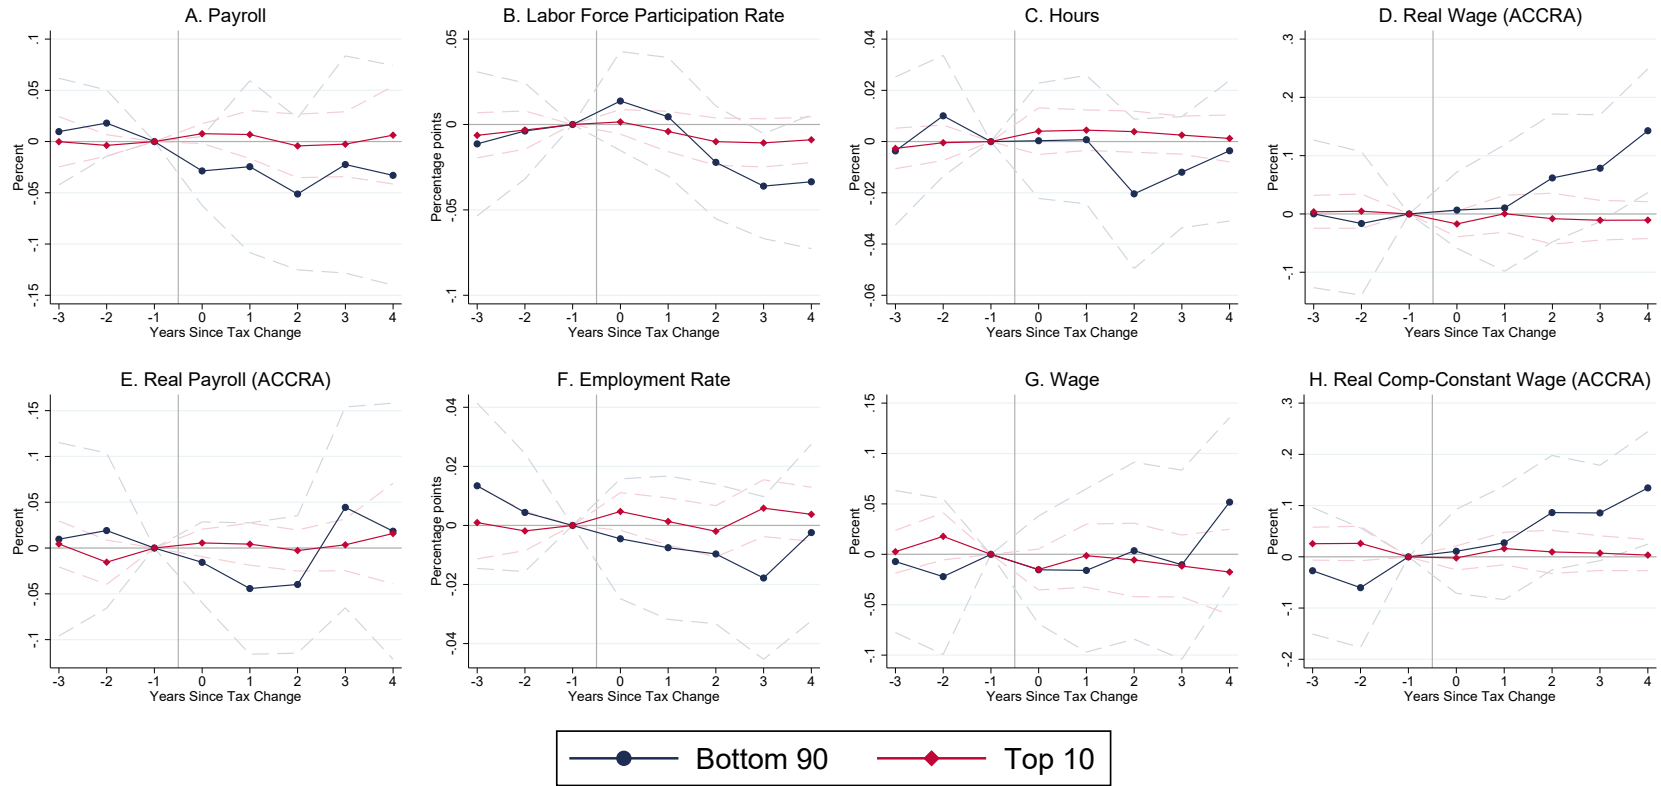 A. Payroll
Percent
.1
.05
0
-.05
-.1
-.15
-3 -2 -1 0 1 2 3 4
Years Since Tax Change
B. Labor Force Participation Rate
Percentage points
.05
0
-.05
-.1
-3 -2 -1 0 1 2 3 4
Years Since Tax Change
C. Hours
Percent
.04
.02
0
-.02
-.04
-.06
-3 -2 -1 0 1 2 3 4
Years Since Tax Change
D. Real Wage (ACCRA)
Percent
.3
.2
.1
0
-.1
-3 -2 -1 0 1 2 3 4
Years Since Tax Change
E. Real Payroll (ACCRA)
Percent
.15
.1
.05
0
-.05
-.1
-3 -2 -1 0 1 2 3 4
Years Since Tax Change
F. Employment Rate
Percentage points
.04
.02
0
-.02
-.04
-3 -2 -1 0 1 2 3 4
Years Since Tax Change
G. Wage
Percent
.15
.1
.05
0
-.05
-.1
-3 -2 -1 0 1 2 3 4
Years Since Tax Change
H. Real Comp-Constant Wage (ACCRA)
Percent
.3
.2
.1
0
-.1
-.2
-3 -2 -1 0 1 2 3 4
Years Since Tax Change
Bottom 90 Top 10